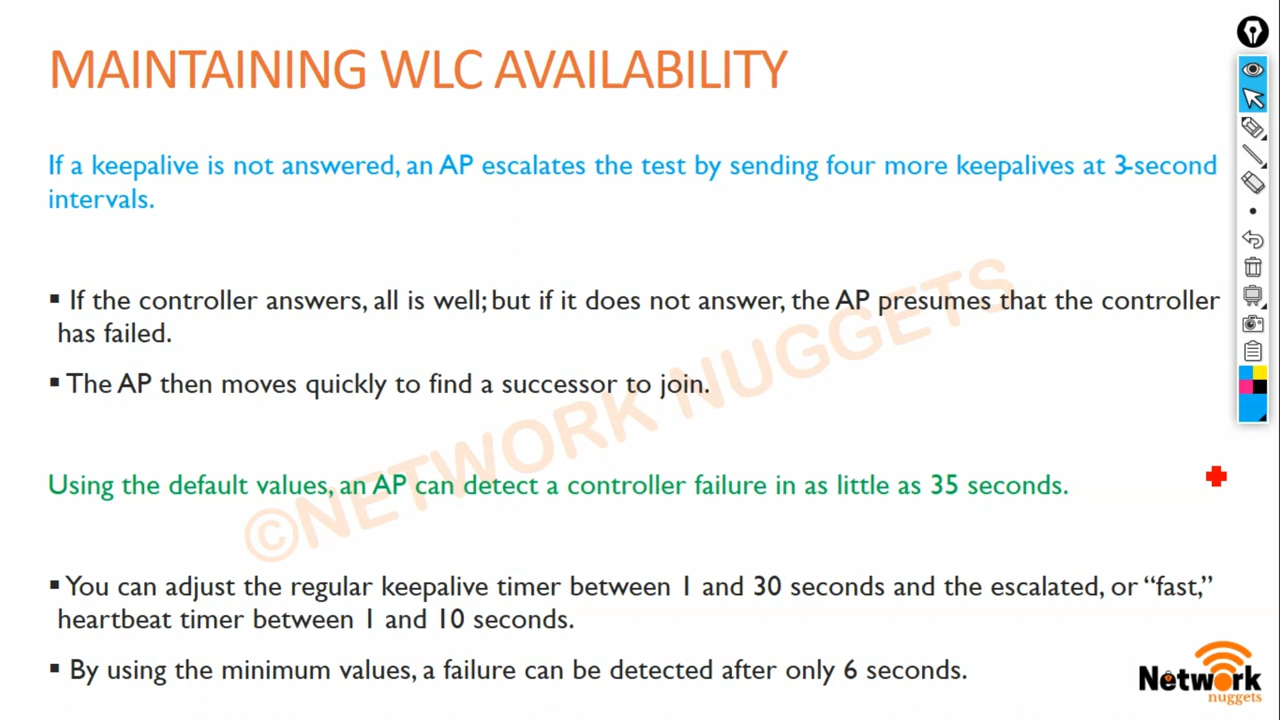 MAINTAINING WLC AVAILABILITY
If a keepalive is not answered, an AP escalates the test by sending four more keepalives at 3-second
intervals.
▪ If the controller answers, all is well; but if it does not answer, the AP presumes that the controller
has failed.
▪ The AP then moves quickly to find a successor to join.
©NETWORK NUGGETS
Using the default values, an AP can detect a controller failure in as little as 35 seconds.
▪ You can adjust the regular keepalive timer between 1 and 30 seconds and the escalated, or “fast,”
heartbeat timer between 1 and 10 seconds.
▪ By using the minimum values, a failure can be detected after only 6 seconds.
Network
nuggets